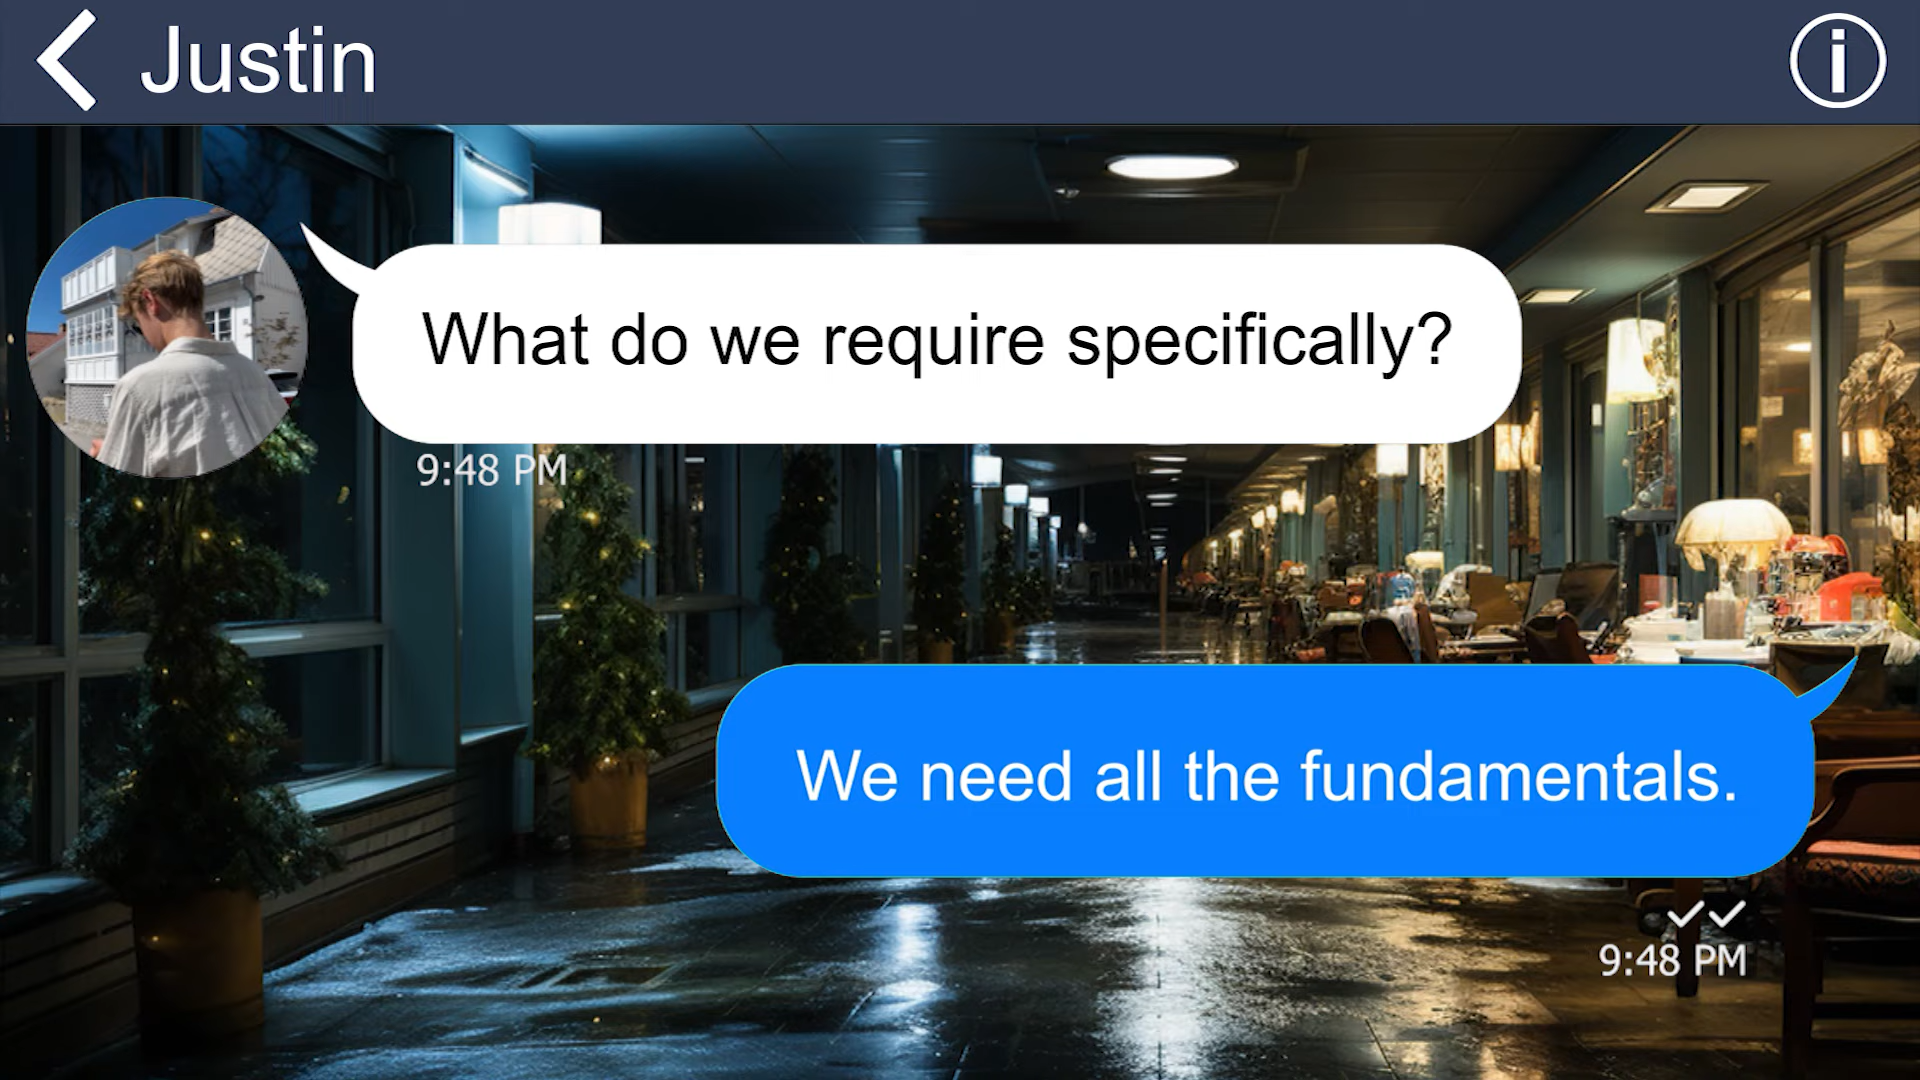 Justin
What do we require specifically?
9:48 PM
We need all the fundamentals.
9:48 PM